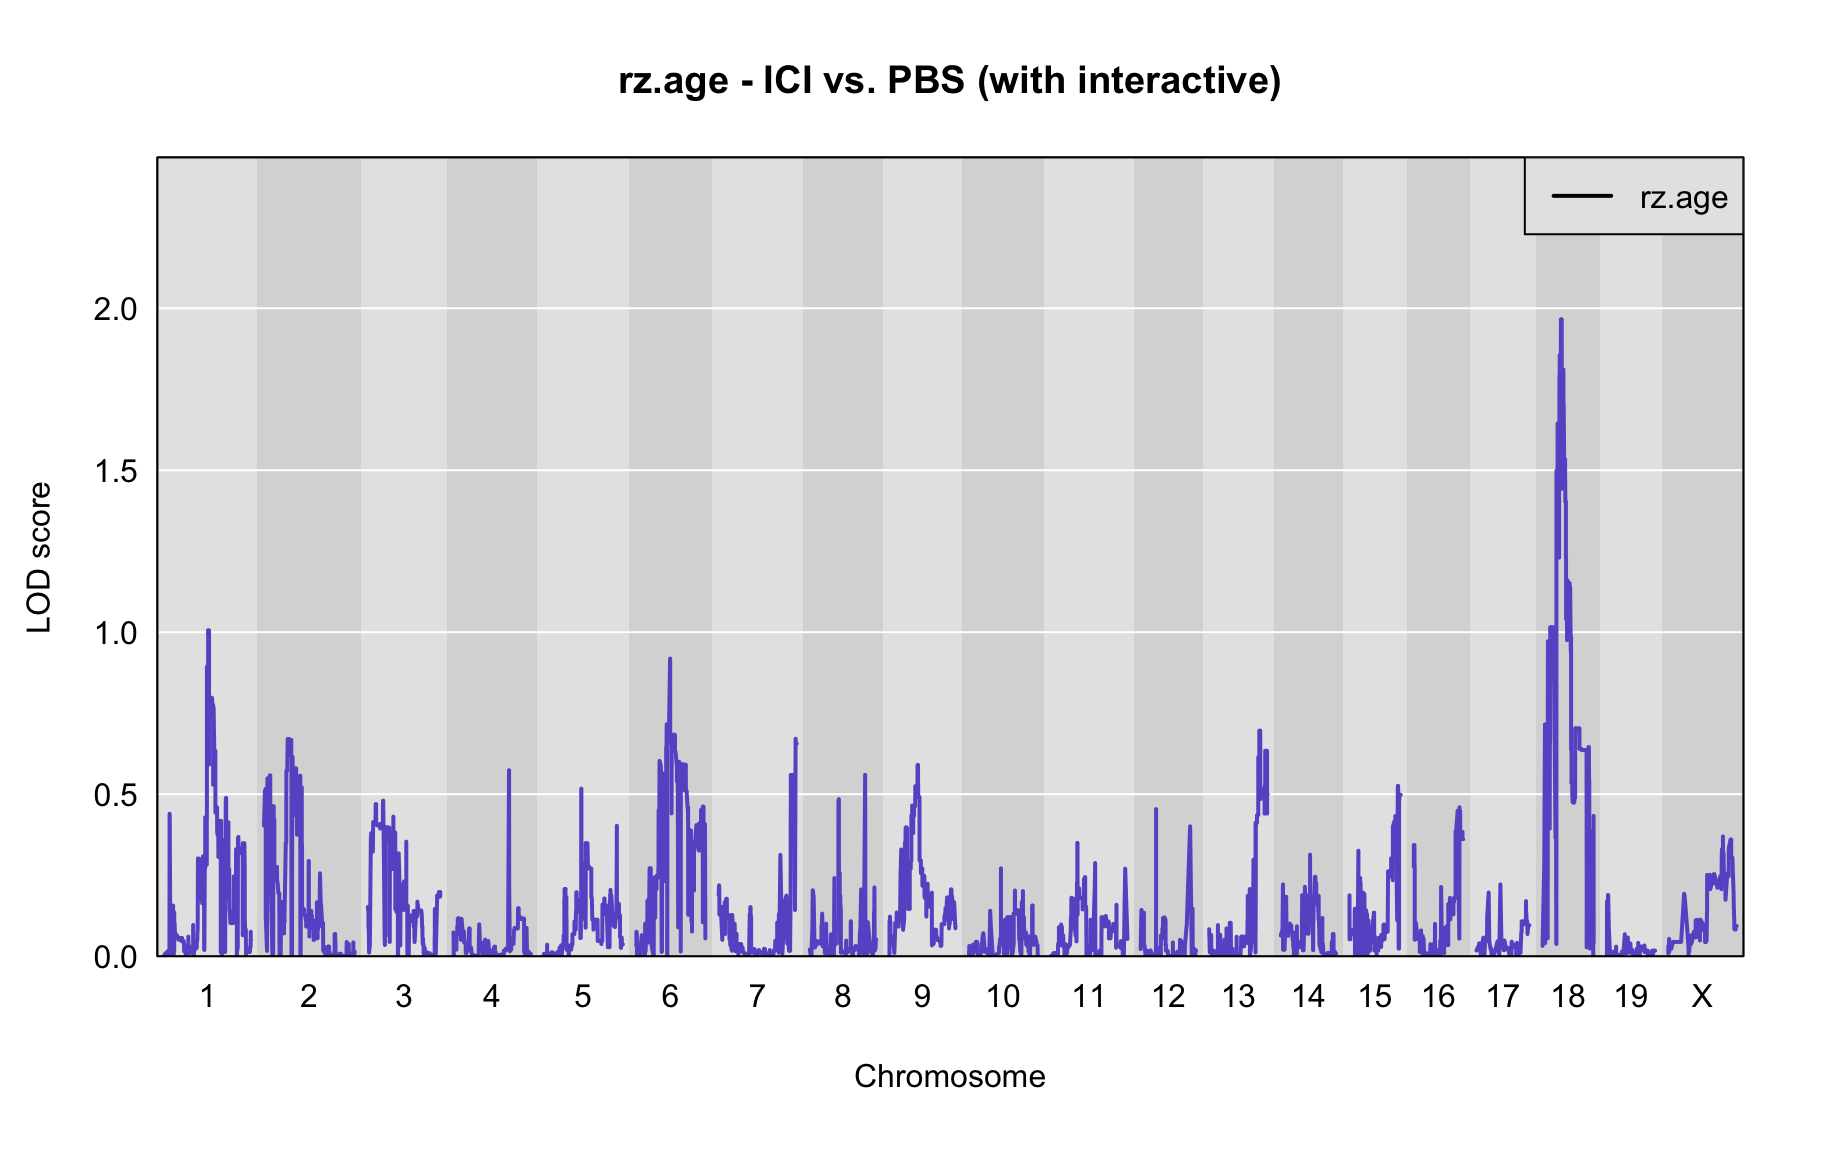 rz.age - ICI vs. PBS (with interactive)
rz.age
2.0
1.5
1.0
0.5
0.0
LOD score
1 2 3 4 5 6 7 8 9 10 11 12 13 14 15 16 17 18 19 X
Chromosome